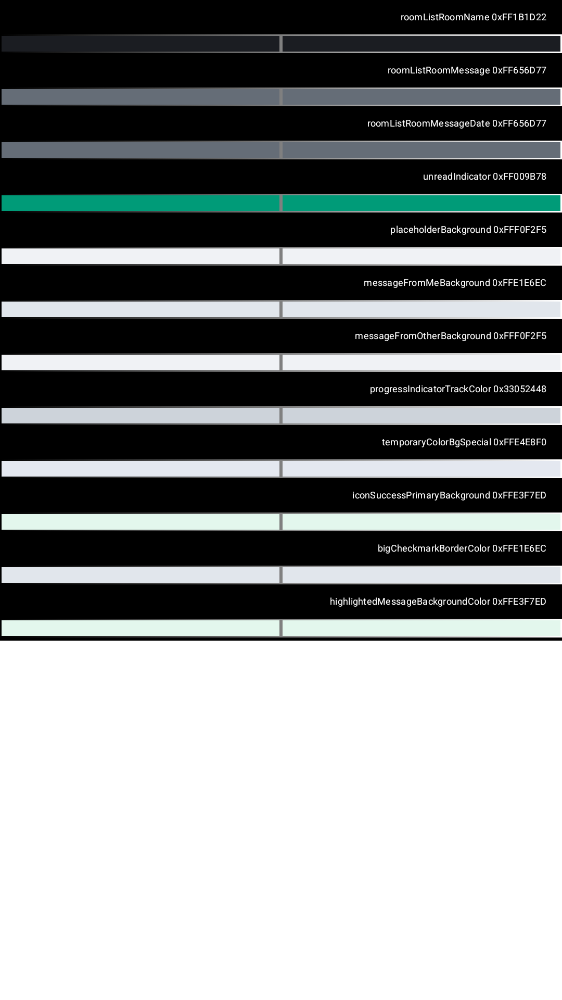 roomListRoomName 0xFF1B1D22
roomListRoomMessage 0xFF656D77
roomListRoomMessageDate 0xFF656D77
unreadIndicator 0xFF009B78
placeholderBackground 0xFFF0F2F5
messageFromMeBackground 0xFFE1E6EC
messageFromOtherBackground 0xFFF0F2F5
progressIndicatorTrackColor 0x33052448
temporaryColorBgSpecial 0xFFE4E8F0
iconSuccessPrimaryBackground 0xFFE3F7ED
bigCheckmarkBorderColor 0xFFE1E6EC
highlightedMessageBackgroundColor 0xFFE3F7ED